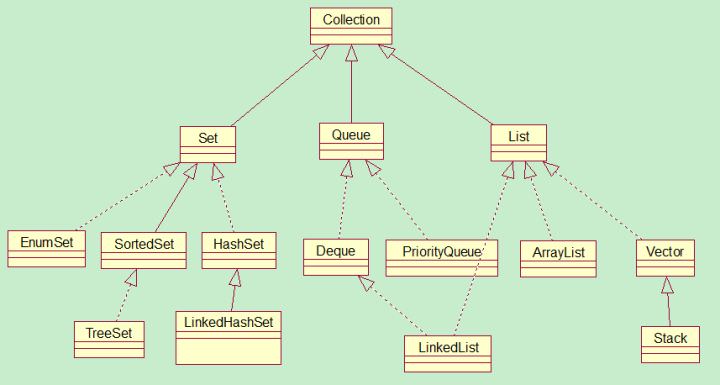 Collection
Set
Queue
List
EnumSet
SortedSet
HashSet
Deque
PriorityQueue
ArrayList
Vector
TreeSet
LinkedHashSet
LinkedList
Stack